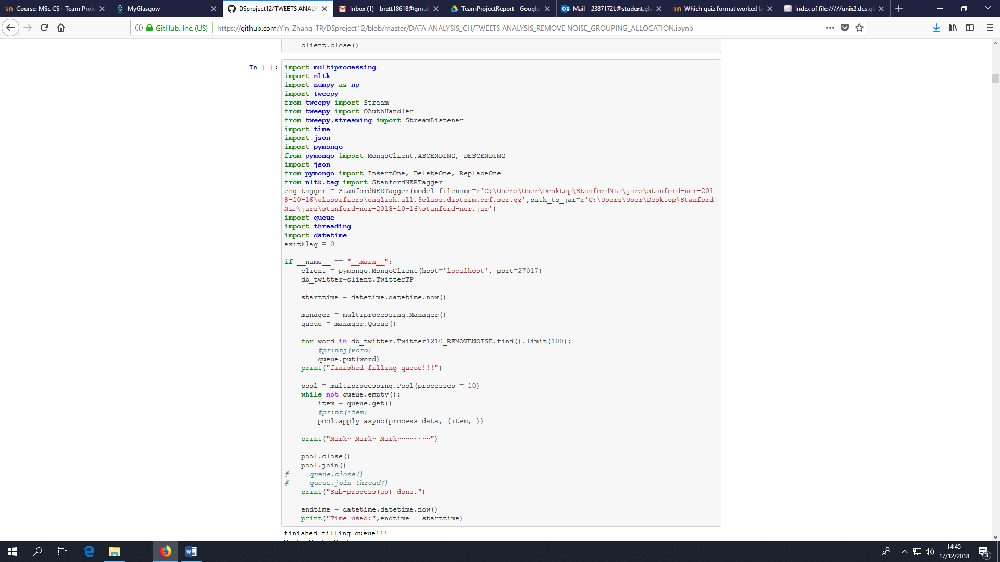 Course: MSc CS+ Team Proje
MyGlasgow
DSproject12/TWEETS ANALY
Inbox (1) - brett18618@gmail
TeamProjectReport - Google
Mail – 2387172L@student.gla
Which quiz format worked b
Index of file://///unix2.dcs.gl
GitHub, Inc. (US)
https://github.com/Yin-Zhang-TR/DSproject12/blob/master/DATA ANALYSIS_CH/TWEETS ANALYSIS_REMOVE NOISE_GROUPING_ALLOCATION.ipynb
    client.close()
In [ ]:
import multiprocessing
import nltk
import numpy as np
import tweepy
from tweepy import Stream
from tweepy import OAuthHandler
from tweepy.streaming import StreamListener
import time
import json
import pymongo
from pymongo import MongoClient,ASCENDING, DESCENDING
import json
from pymongo import InsertOne, DeleteOne, ReplaceOne
from nltk.tag import StanfordNERTagger
eng_tagger = StanfordNERTagger(model_filename=r'C:\Users\User\Desktop\StanfordNLP\jars\stanford-ner-201
8-10-16\classifiers\english.all.3class.distsim.crf.ser.gz',path_to_jar=r'C:\Users\User\Desktop\Stanford
NLP\jars\stanford-ner-2018-10-16\stanford-ner.jar')
import queue
import threading
import datetime
exitFlag = 0
if __name__ == "__main__":
    client = pymongo.MongoClient(host='localhost', port=27017)
    db_twitter=client.TwitterTP
    starttime = datetime.datetime.now()
    manager = multiprocessing.Manager()
    queue = manager.Queue()
    for word in db_twitter.Twitter1210_REMOVENOISE.find().limit(100):
        #printj(word)
        queue.put(word)
    print("finished filling queue!!!")
    pool = multiprocessing.Pool(processes = 10)
    while not queue.empty():
        item = queue.get()
        #print(item)
        pool.apply_async(process_data, (item, ))
    print("Mark~ Mark~ Mark~~~~~~~~")
    pool.close()
    pool.join()
#     queue.close()
#     queue.join_thread()
    print("Sub-process(es) done.")
    endtime = datetime.datetime.now()
    print("Time used:",endtime - starttime)
finished filling queue!!!
14:45
17/12/2018
3